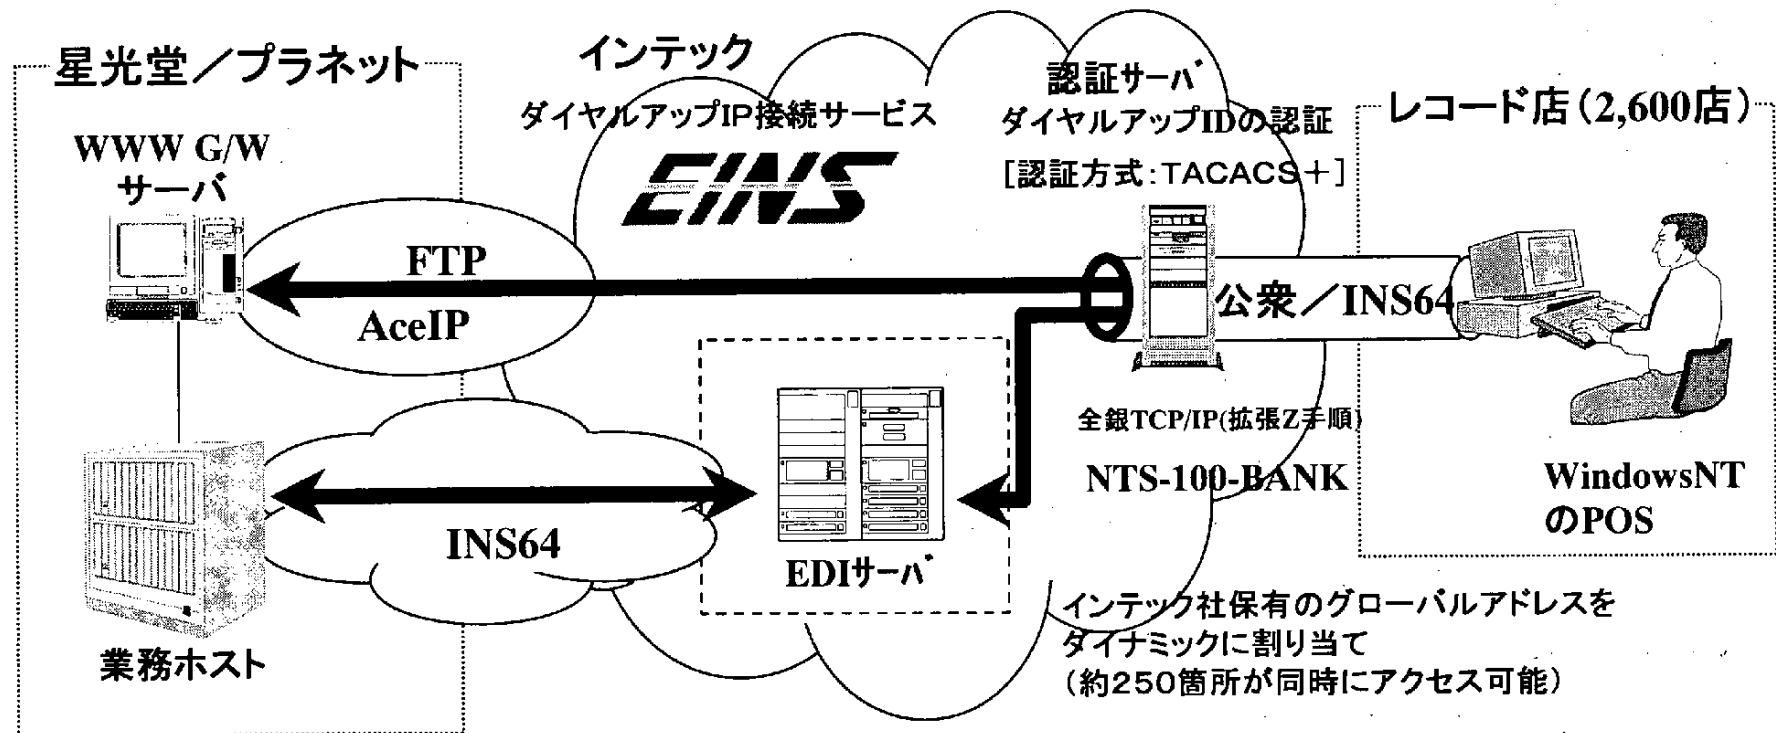 星光堂／プラネット
WWW G/W
サーバ
FTP
AceIP
INS64
業務ホスト
インテック
ダイヤルアップIP接続サービス
EINS
EDIサーバ
認証サーバ
ダイヤルアップIDの認証
[認証方式：TACACS＋]
公衆／INS64
全銀TCP/IP(拡張Z手順)
NTS-100-BANK
レコード店（2,600店）
WindowsNT
のPOS
インテック社保有のグローバルアドレスを
ダイナミックに割り当て
（約250箇所が同時にアクセス可能）